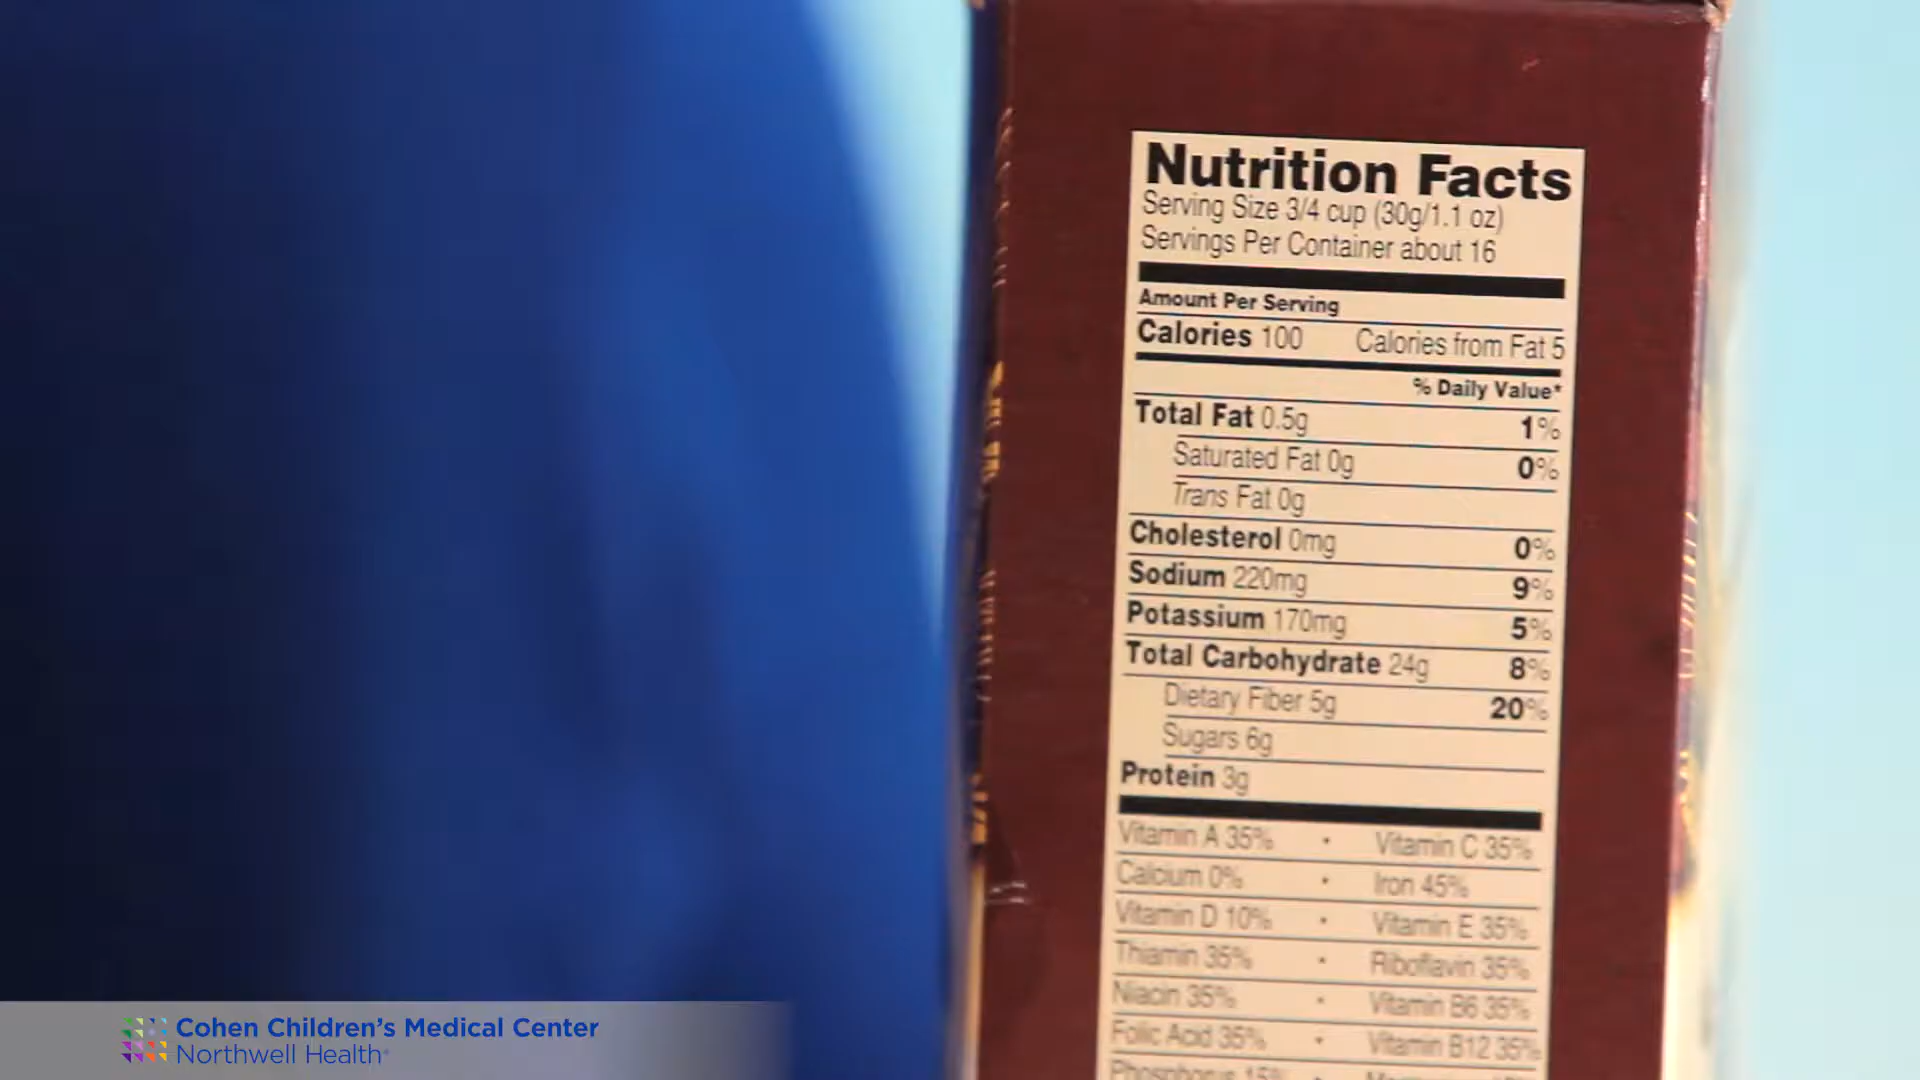 Nutrition Facts
Serving Size 3/4 cup (30g/1.1 oz)
Servings Per Container about 16
Amount Per Serving
Calories 100 Calories from Fat 5
% Daily Value*
Total Fat 0.5g 1%
Saturated Fat 0g 0%
Trans Fat 0g
Cholesterol 0mg 0%
Sodium 220mg 9%
Potassium 170mg 5%
Total Carbohydrate 24g 8%
Dietary Fiber 5g 20%
Sugars 6g
Protein 3g
Vitamin A 35% • Vitamin C 35%
Calcium 0% • Iron 45%
Vitamin D 10% • Vitamin E 35%
Thiamin 35% • Riboflavin 35%
Niacin 35% • Vitamin B6 35%
Folic Acid 35% • Vitamin B12 35%
Phosphorus 15%
Cohen Children's Medical Center
Northwell Health®